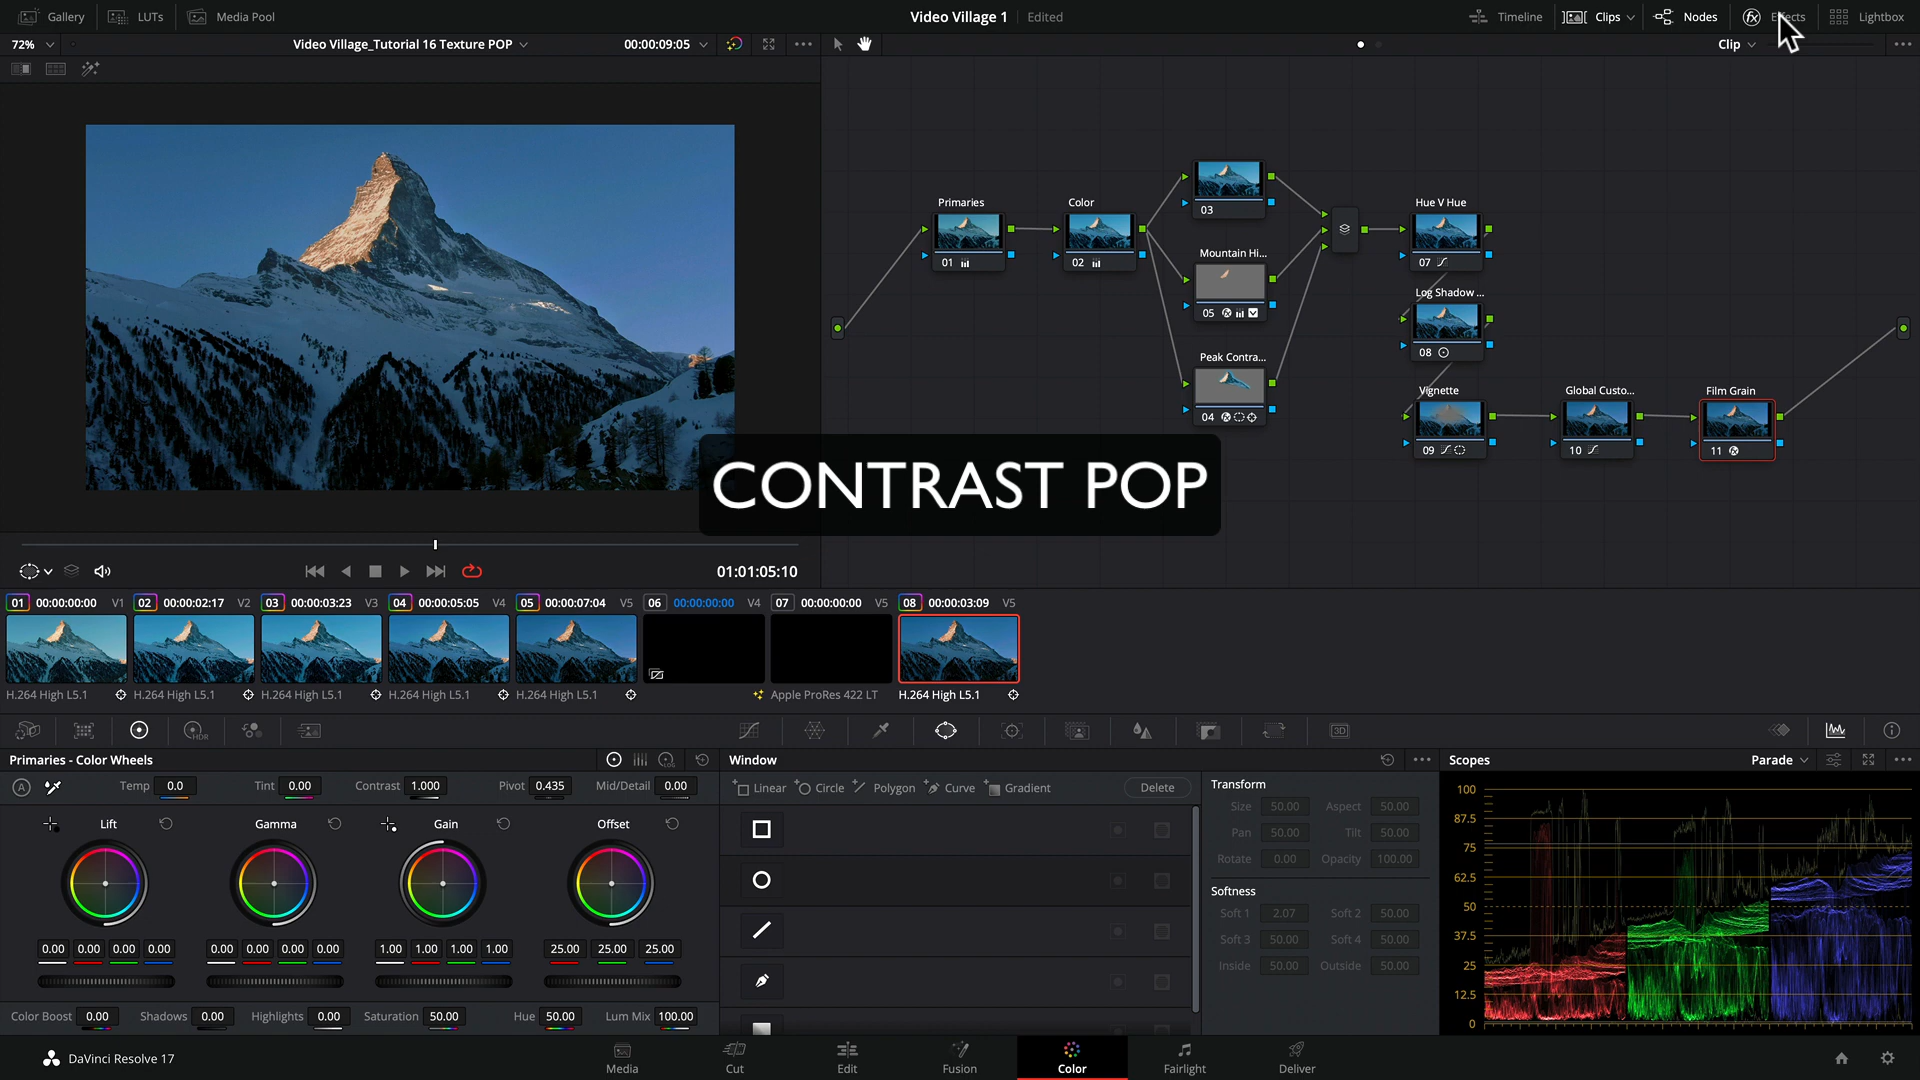 Gallery LUTs Media Pool Video Village 1 Edited Timeline Clips Nodes Effects Lightbox
72% Video Village_Tutorial 16 Texture POP 00:00:09:05 Clip
03
Primaries Color Hue V Hue
01 02 07
Mountain Hi...
05
Log Shadow ...
08
Peak Contra...
04
Vignette Global Custo... Film Grain
09 10 11
CONTRAST POP
01:01:05:10
01 00:00:00:00 V1 02 00:00:02:17 V2 03 00:00:03:23 V3 04 00:00:05:05 V4 05 00:00:07:04 V5 06 00:00:00:00 V4 07 00:00:00:00 V5 08 00:00:03:09 V5
H.264 High L5.1 H.264 High L5.1 H.264 High L5.1 H.264 High L5.1 H.264 High L5.1 Apple ProRes 422 LT H.264 High L5.1
HDR 3D
Primaries - Color Wheels
A Temp 0.0 Tint 0.00 Contrast 1.000 Pivot 0.435 Mid/Detail 0.00
Lift Gamma Gain Offset
0.00 0.00 0.00 0.00 0.00 0.00 0.00 0.00 1.00 1.00 1.00 1.00 25.00 25.00 25.00
Color Boost 0.00 Shadows 0.00 Highlights 0.00 Saturation 50.00 Hue 50.00 Lum Mix 100.00
Window
Linear Circle Polygon Curve Gradient Delete
Transform
Size 50.00 Aspect 50.00
Pan 50.00 Tilt 50.00
Rotate 0.00 Opacity 100.00
Softness
Soft 1 2.07 Soft 2 50.00
Soft 3 50.00 Soft 4 50.00
Inside 50.00 Outside 50.00
Scopes Parade
100
87.5
75
62.5
50
37.5
25
12.5
0
DaVinci Resolve 17 Media Cut Edit Fusion Color Fairlight Deliver